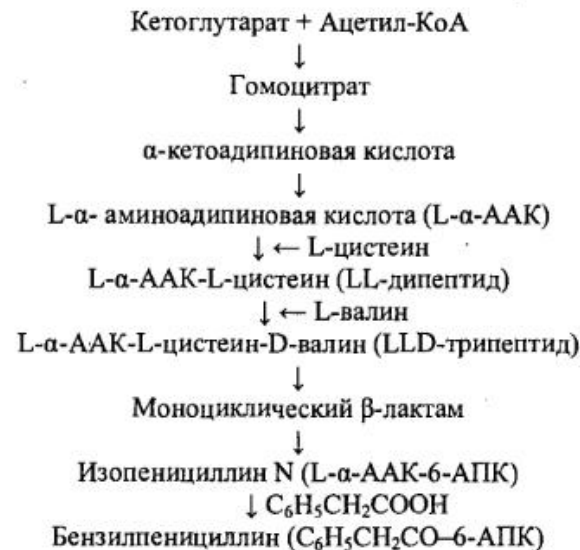 Кетоглутарат + Ацетил-КоА
↓
Гомоцитрат
↓
α-кетоадипиновая кислота
↓
L-α- аминоадипиновая кислота (L-α-ААК)
↓ ← L-цистеин
L-α-ААК-L-цистеин (LL-дипептид)
↓ ← L-валин
L-α-ААК-L-цистеин-D-валин (LLD-трипептид)
↓
Моноциклический β-лактам
↓
Изопенициллин N (L-α-ААК-6-АПК)
↓ C₆H₅CH₂COOH
Бензилпенициллин (C₆H₅CH₂CO–6-АПК)